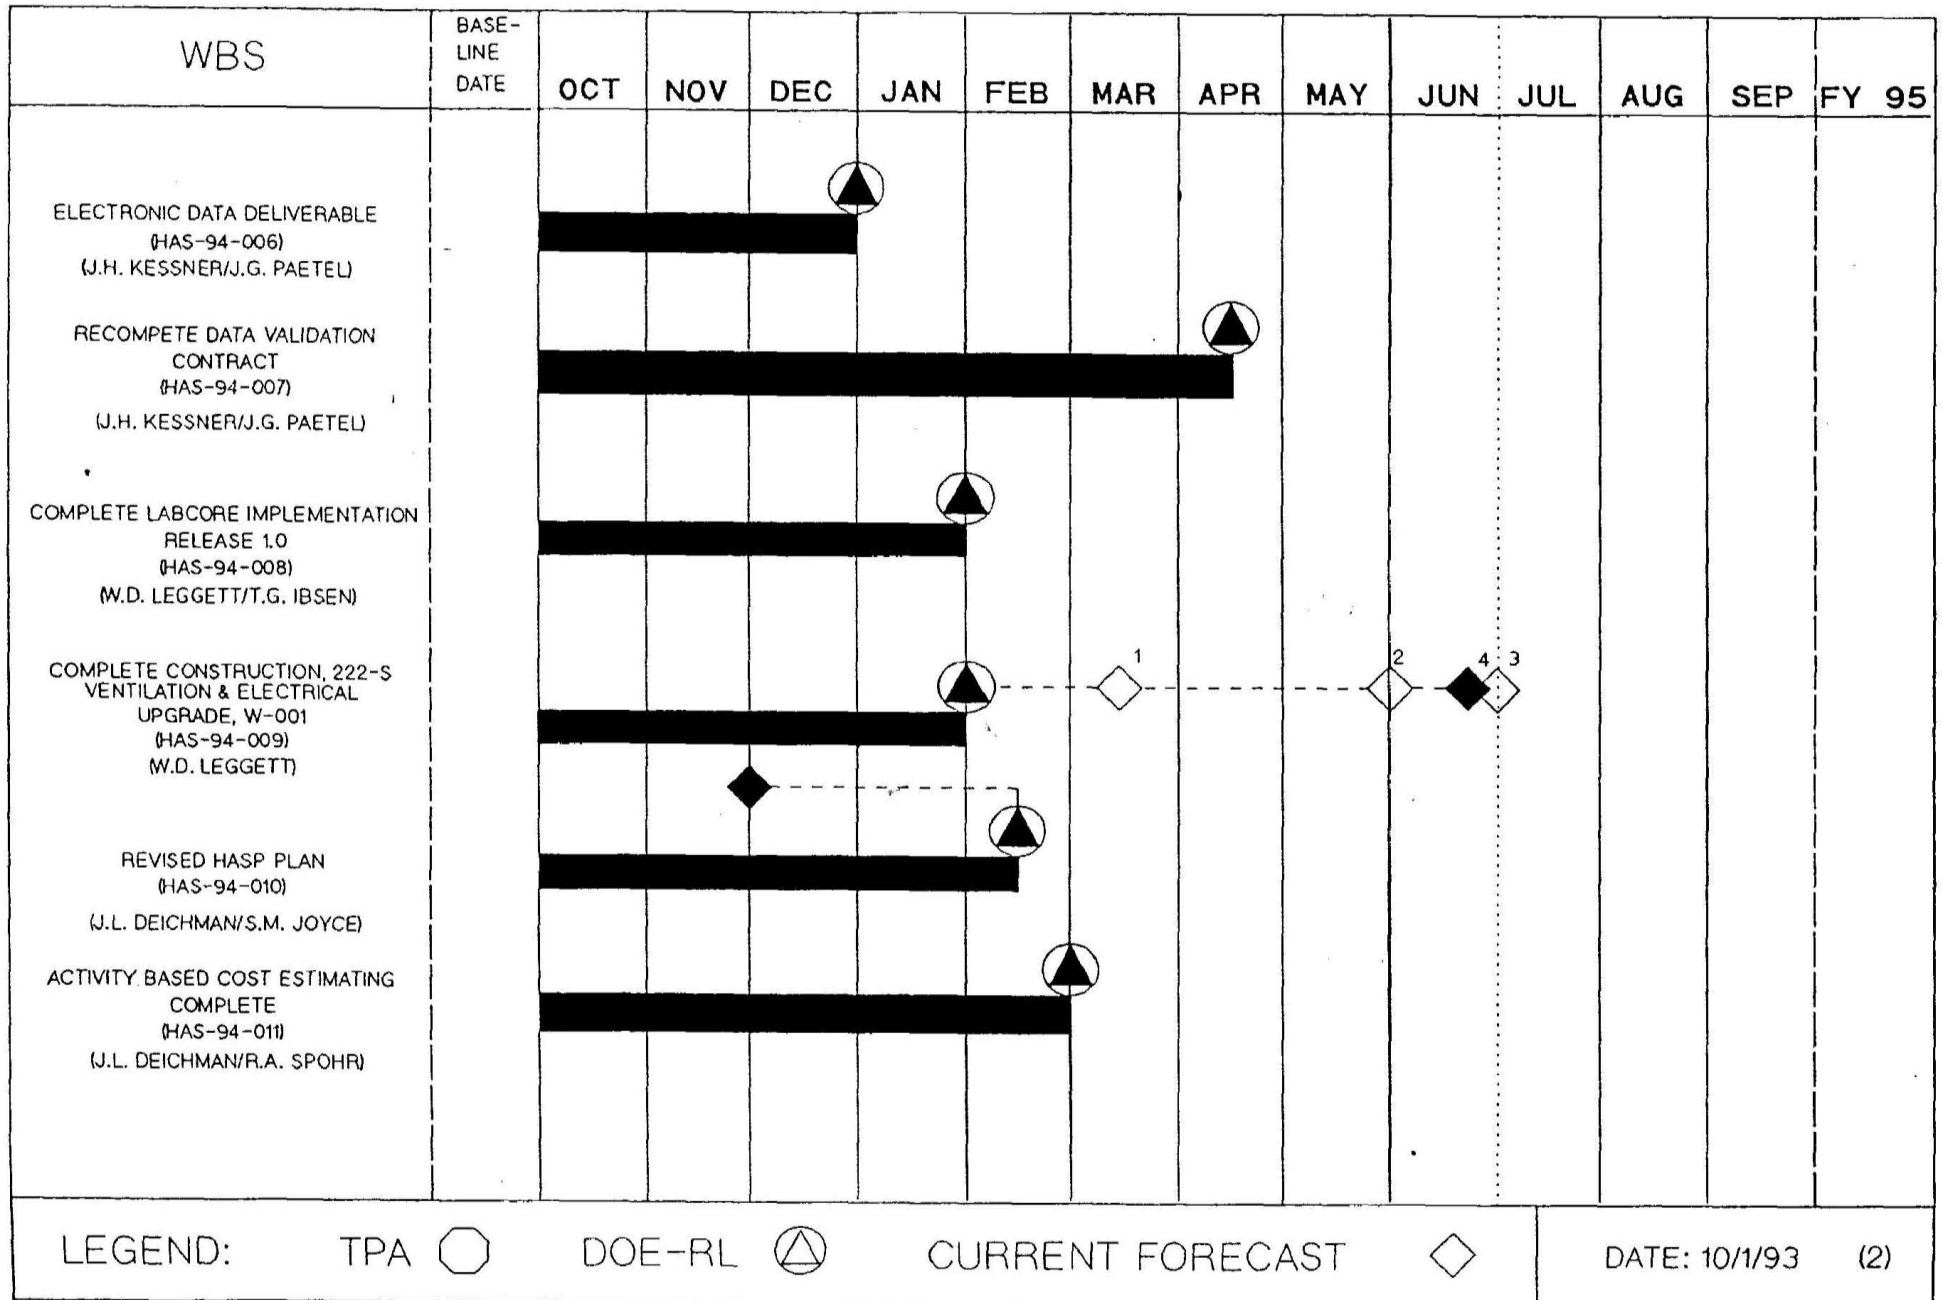 WBS
BASE-
LINE
DATE
OCT NOV DEC JAN FEB MAR APR MAY JUN JUL AUG SEP FY 95
ELECTRONIC DATA DELIVERABLE
(HAS-94-006)
(J.H. KESSNER/J.G. PAETEL)
RECOMPETE DATA VALIDATION
CONTRACT
(HAS-94-007)
(J.H. KESSNER/J.G. PAETEL)
COMPLETE LABCORE IMPLEMENTATION
RELEASE 1.0
(HAS-94-008)
(W.D. LEGGETT/T.G. IBSEN)
COMPLETE CONSTRUCTION, 222-S
VENTILATION & ELECTRICAL
UPGRADE, W-001
(HAS-94-009)
(W.D. LEGGETT)
1 2 4 3
REVISED HASP PLAN
(HAS-94-010)
(J.L. DEICHMAN/S.M. JOYCE)
ACTIVITY BASED COST ESTIMATING
COMPLETE
(HAS-94-011)
(J.L. DEICHMAN/R.A. SPOHR)
LEGEND: TPA DOE-RL CURRENT FORECAST DATE: 10/1/93 (2)